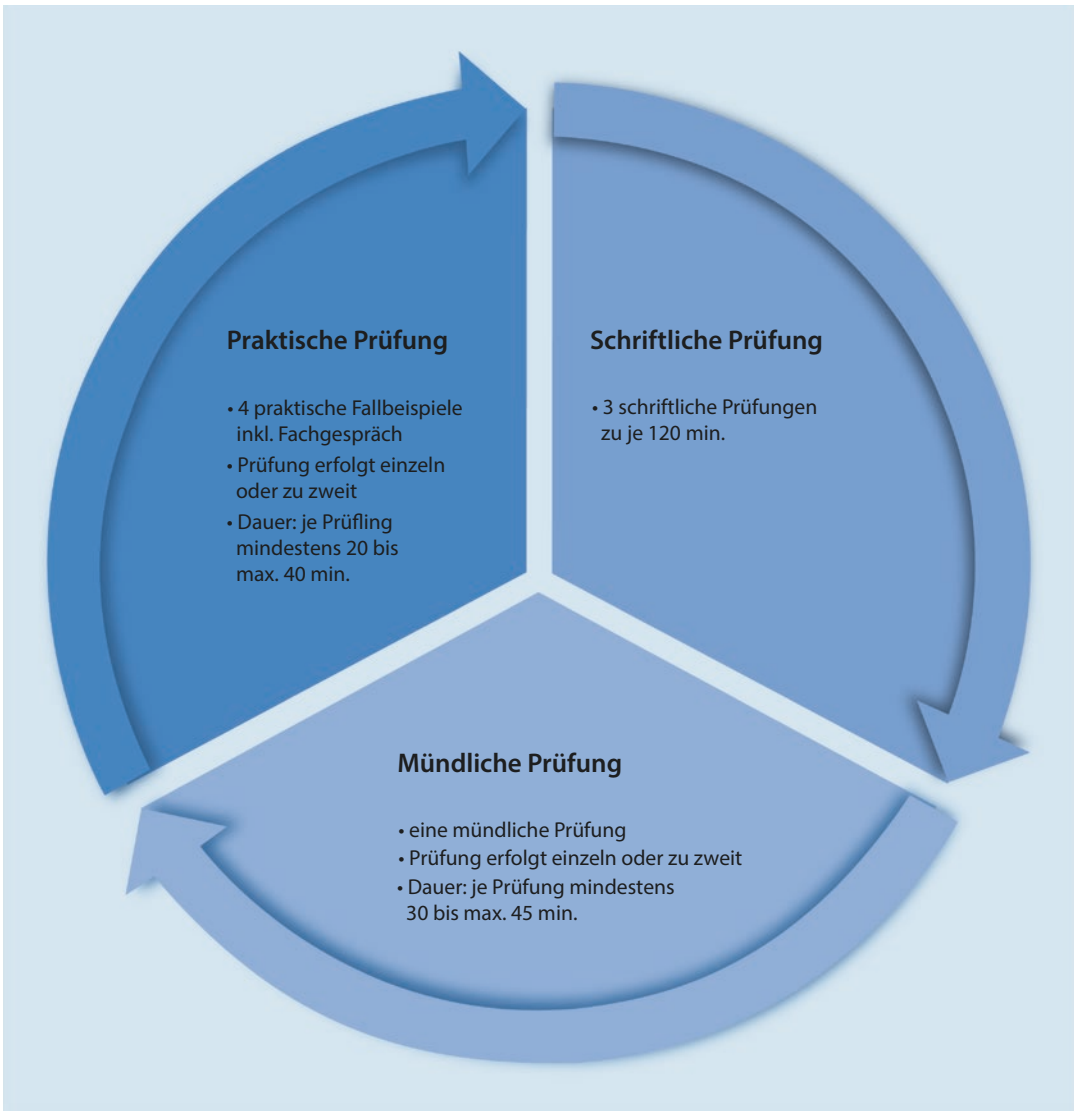 Praktische Prüfung
• 4 praktische Fallbeispiele
inkl. Fachgespräch
• Prüfung erfolgt einzeln
oder zu zweit
• Dauer: je Prüfling
mindestens 20 bis
max. 40 min.
Schriftliche Prüfung
• 3 schriftliche Prüfungen
zu je 120 min.
Mündliche Prüfung
• eine mündliche Prüfung
• Prüfung erfolgt einzeln oder zu zweit
• Dauer: je Prüfung mindestens
30 bis max. 45 min.